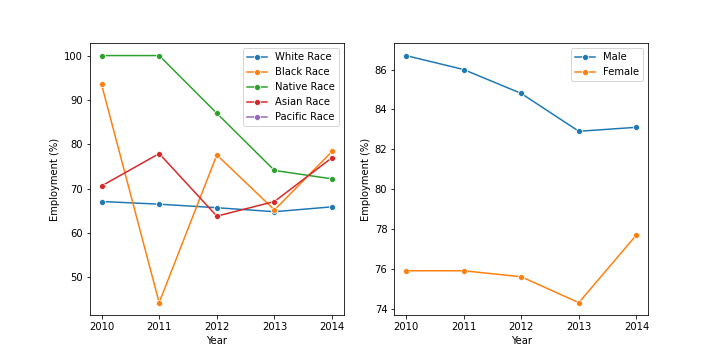 100
90
80
70
60
50
Employment (%)
2010 2011 2012 2013 2014
Year
White Race
Black Race
Native Race
Asian Race
Pacific Race
86
84
82
80
78
76
74
Employment (%)
2010 2011 2012 2013 2014
Year
Male
Female